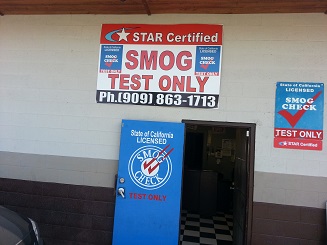 STAR Certified
SMOG
TEST ONLY
Ph.(909) 863-1713
SMOG
CHECK
TEST ONLY
SMOG
CHECK
TEST ONLY
State of California
LICENSED
SMOG
CHECK
TEST ONLY
STAR Certified
State of California
LICENSED
SMOG
CHECK
TEST ONLY